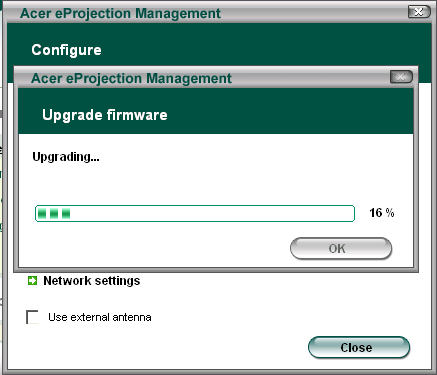 Acer eProjection Management
Configure
Acer eProjection Management
Upgrade firmware
Upgrading...
16 %
OK
Network settings
Use external antenna
Close